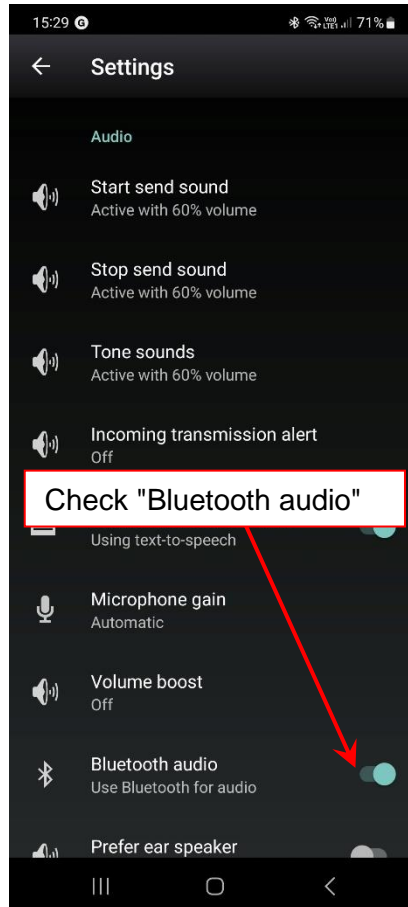 15:29 G Vo) LTE1 71%
Settings
Audio
Start send sound
Active with 60% volume
Stop send sound
Active with 60% volume
Tone sounds
Active with 60% volume
Incoming transmission alert
Off
Check "Bluetooth audio"
Using text-to-speech
Microphone gain
Automatic
Volume boost
Off
Bluetooth audio
Use Bluetooth for audio
Prefer ear speaker